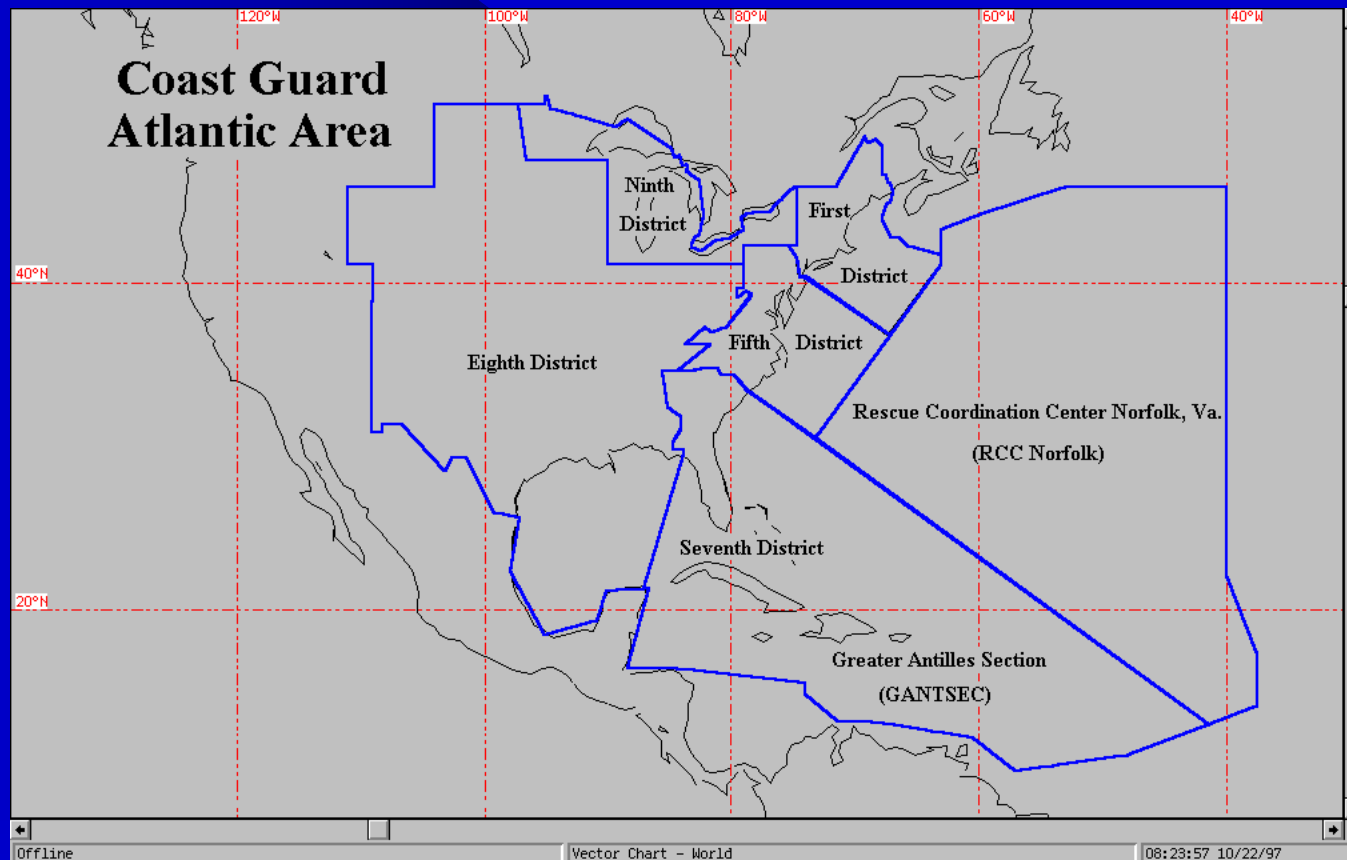 120°W
100°W
80°W
60°W
40°W
Coast Guard
Atlantic Area
Ninth
District
First
District
40°N
Fifth District
Eighth District
Rescue Coordination Center Norfolk, Va.
(RCC Norfolk)
Seventh District
20°N
Greater Antilles Section
(GANTSEC)
Offline
Vector Chart - World
08:23:57 10/22/97